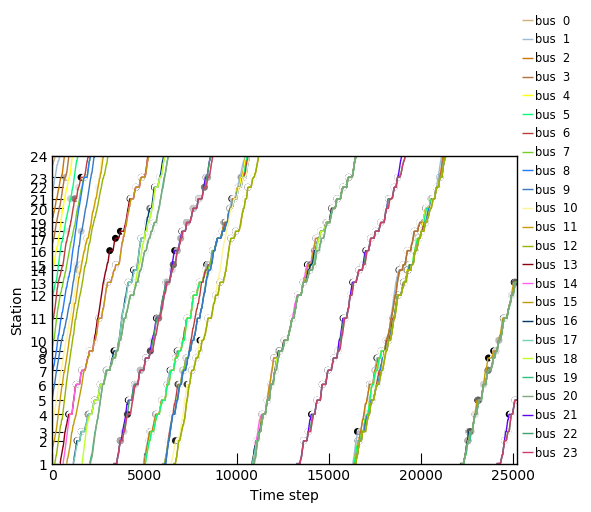 bus 0
bus 1
bus 2
bus 3
bus 4
bus 5
bus 6
bus 7
bus 8
bus 9
bus 10
bus 11
bus 12
bus 13
bus 14
bus 15
bus 16
bus 17
bus 18
bus 19
bus 20
bus 21
bus 22
bus 23
24
23
22
21
20
19
18
17
16
15
14
13
12
11
10
9
8
7
6
5
4
3
2
1
Station
0 5000 10000 15000 20000 25000
Time step